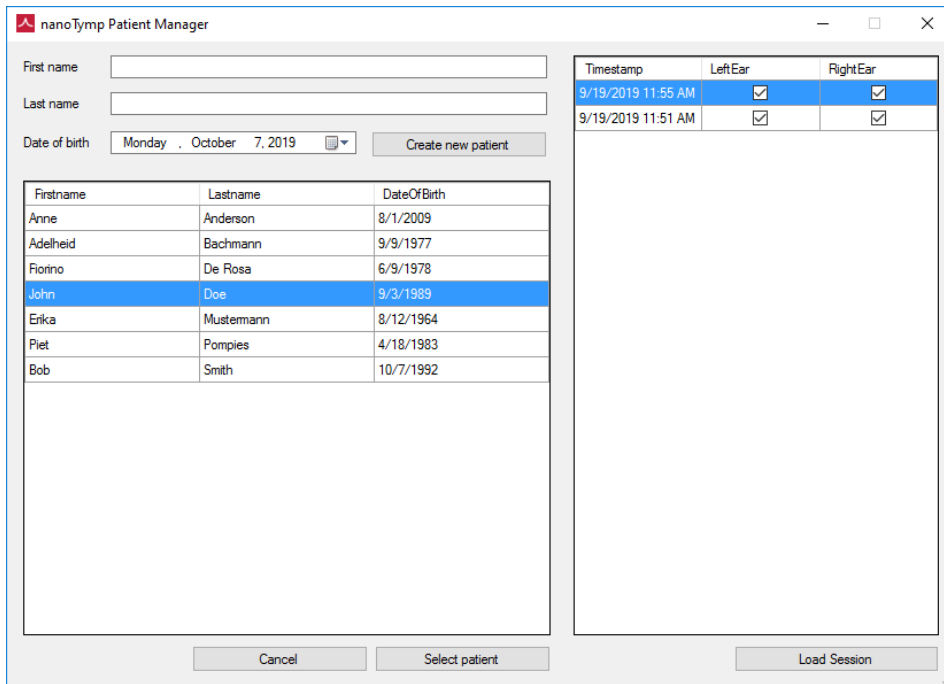 nanoTymp Patient Manager
First name
Last name
Date of birth Monday , October 7, 2019 Create new patient
Firstname Lastname DateOfBirth
Anne Anderson 8/1/2009
Adelheid Bachmann 9/9/1977
Fiorino De Rosa 6/9/1978
John Doe 9/3/1989
Erika Mustermann 8/12/1964
Piet Pompies 4/18/1983
Bob Smith 10/7/1992
Cancel Select patient
Timestamp LeftEar RightEar
9/19/2019 11:55 AM
9/19/2019 11:51 AM
Load Session